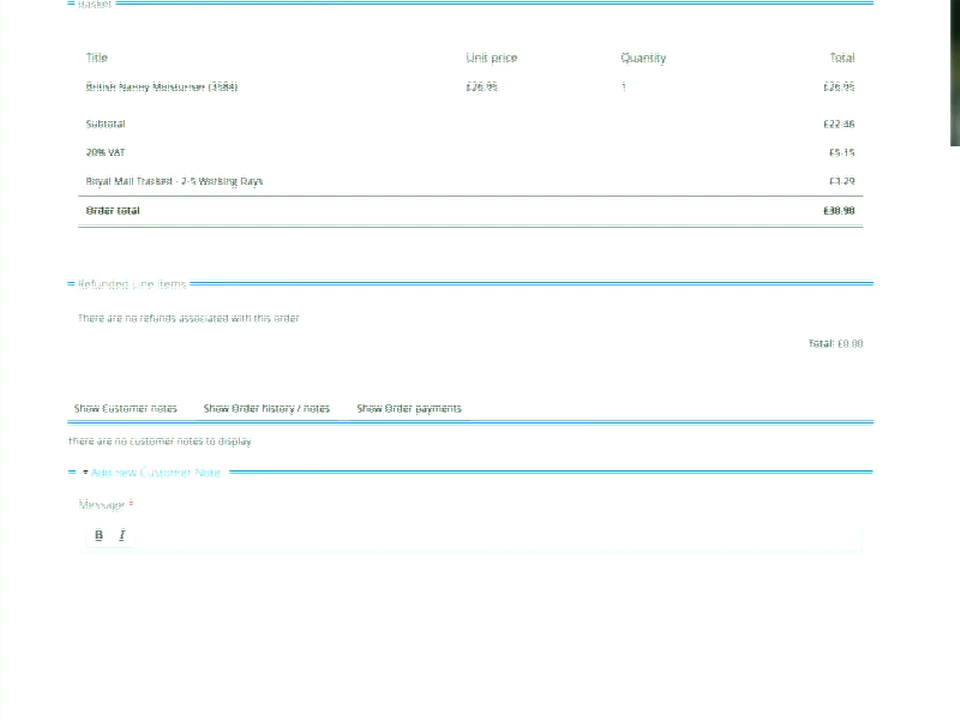 Basket
Title Unit price Quantity Total
British Nanny Moisturiser (3584) £26.95 1 £26.95
Subtotal £22.46
20% VAT £5.15
Royal Mail Tracked - 2-5 Working Days £3.29
Order total £30.90
Refunded Line Items
There are no refunds associated with this order
Total: £0.00
Show Customer notes Show Order history / notes Show Order payments
There are no customer notes to display
Add new Customer Note
Message *
B I